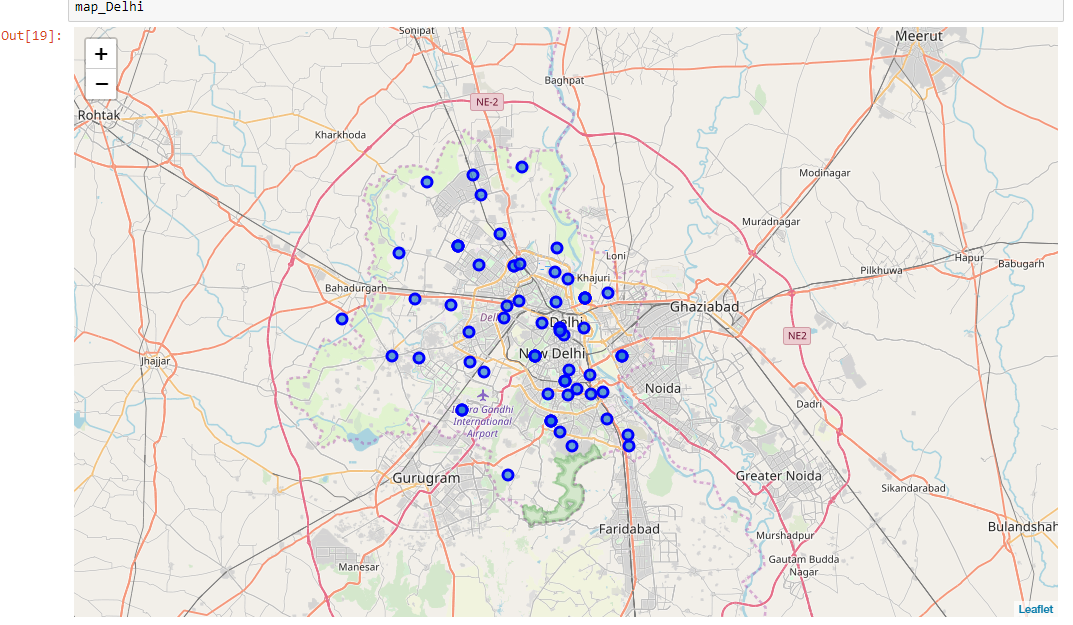 map_Delhi
Out[19]:
+
−
Sonipat
Meerut
Baghpat
NE-2
Rohtak
Kharkhoda
Modinagar
Muradnagar
Loni
Hapur
Babugarh
Pilkhuwa
Khajuri
Bahadurgarh
Ghaziabad
Delhi
NE2
New Delhi
Jhajjar
Noida
Dadri
Gandhi
International
Airport
Gurugram
Greater Noida
Sikandarabad
Faridabad
Bulandshah
Murshadpur
Manesar
Gautam Budda
Nagar
Leaflet